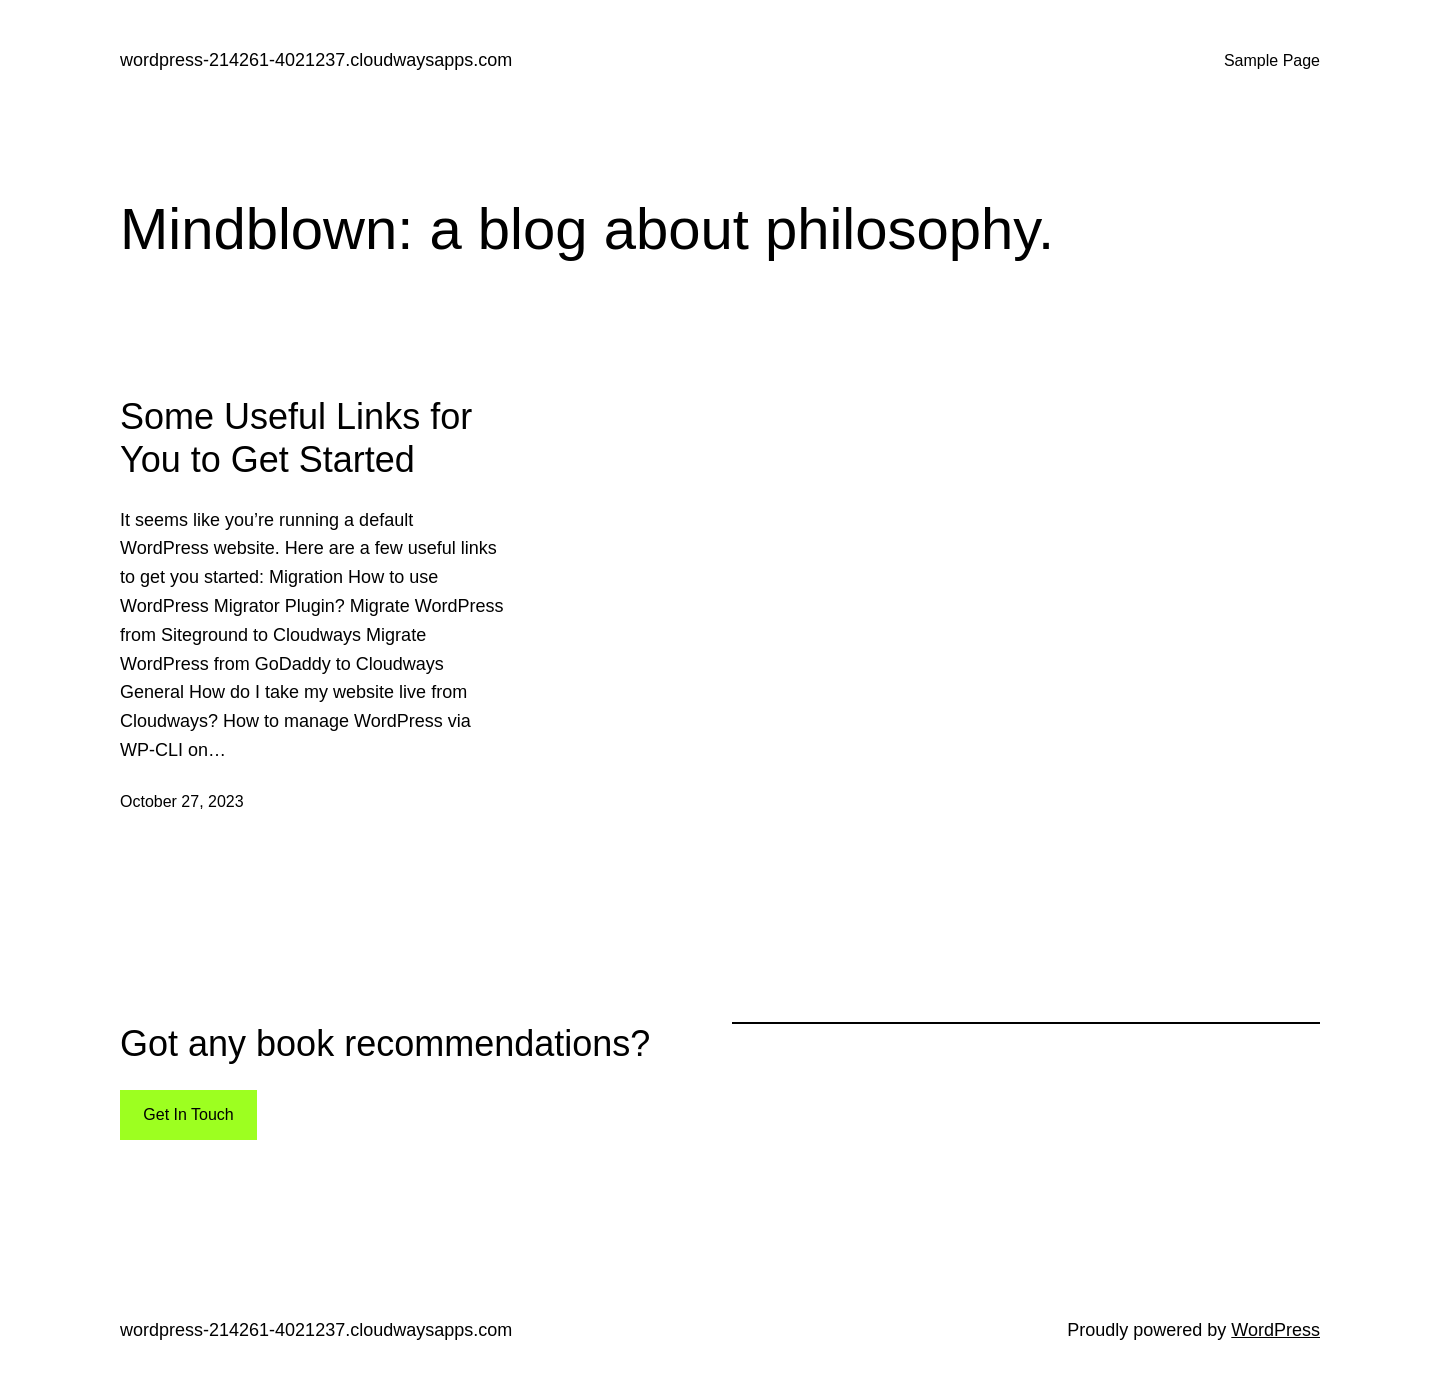 wordpress-214261-4021237.cloudwaysapps.com
Sample Page
Mindblown: a blog about philosophy.
Some Useful Links for
You to Get Started
It seems like you’re running a default
WordPress website. Here are a few useful links
to get you started: Migration How to use
WordPress Migrator Plugin? Migrate WordPress
from Siteground to Cloudways Migrate
WordPress from GoDaddy to Cloudways
General How do I take my website live from
Cloudways? How to manage WordPress via
WP-CLI on…
October 27, 2023
Got any book recommendations?
Get In Touch
wordpress-214261-4021237.cloudwaysapps.com
Proudly powered by WordPress